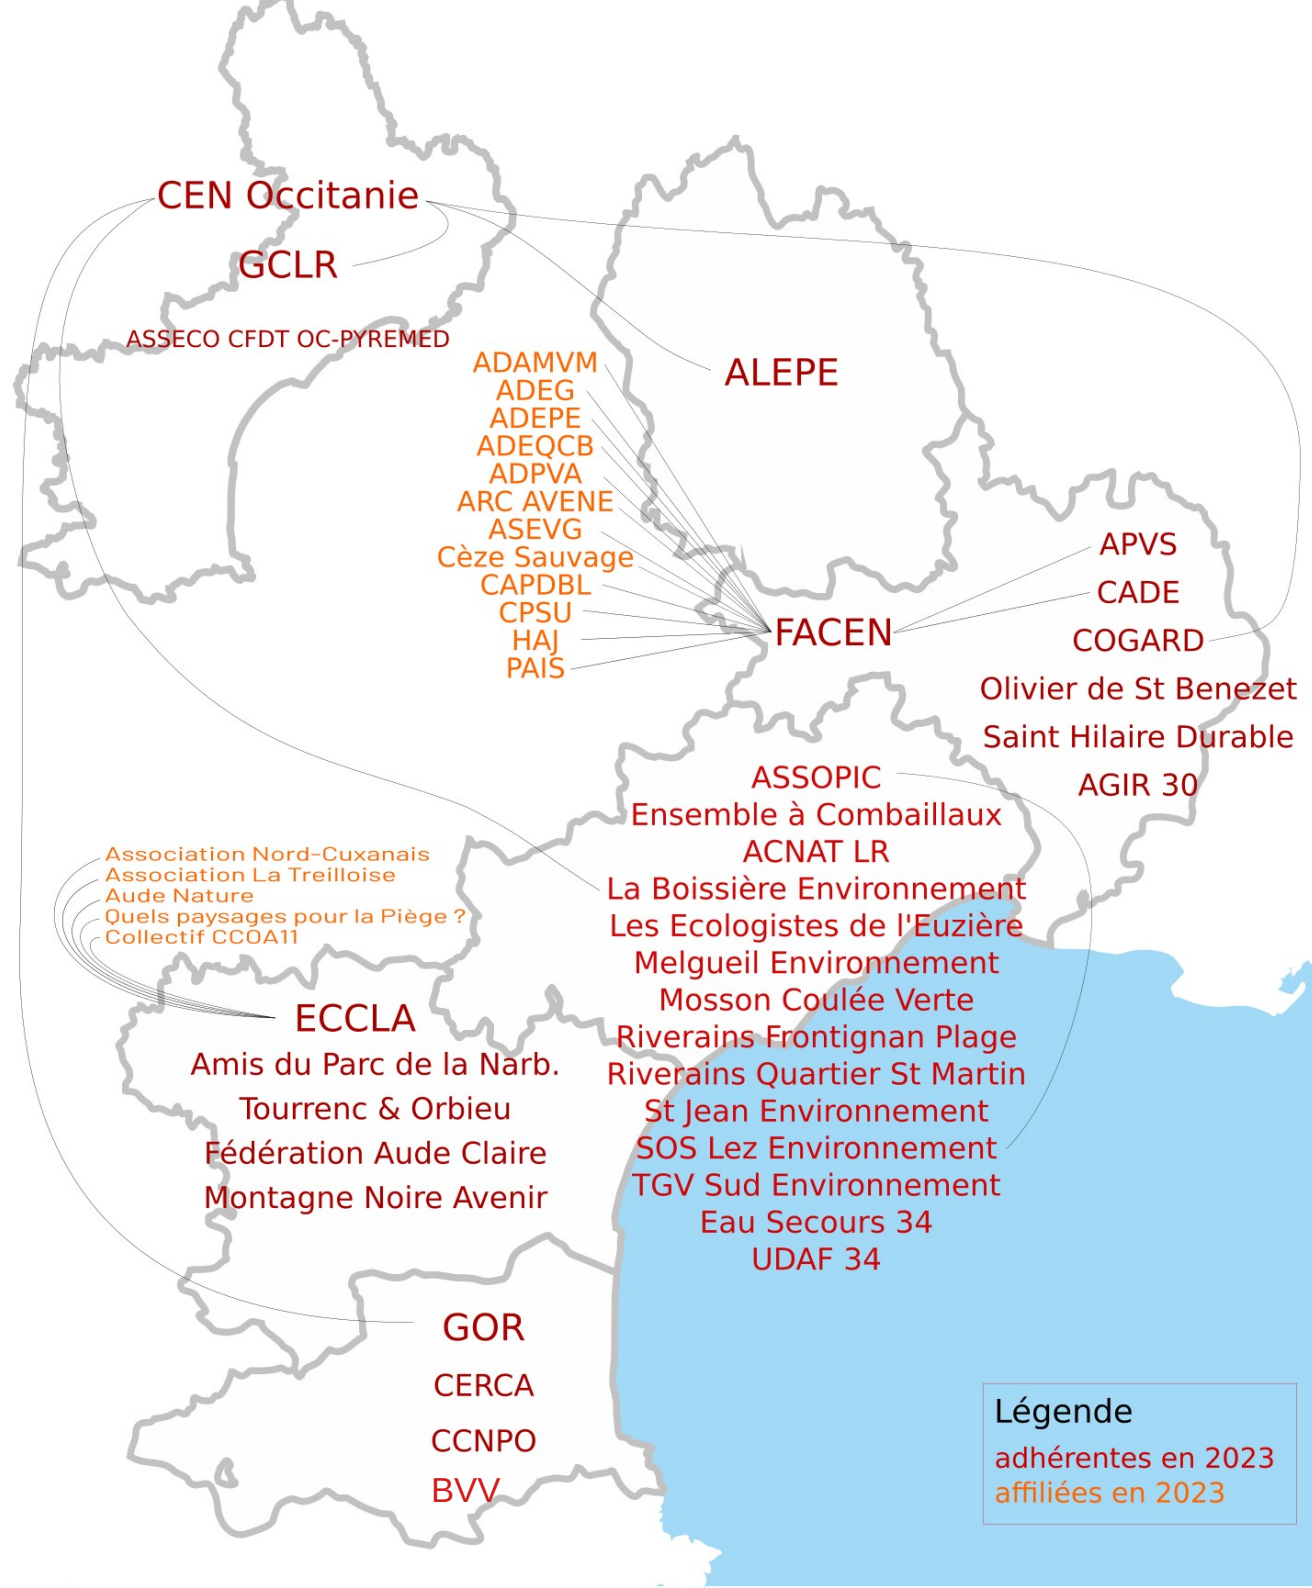 CEN Occitanie
GCLR
ASSECO CFDT OC-PYREMED
ALEPE
ADAMVM
ADEG
ADEPE
ADEQCB
ADPVA
ARC AVENE
ASEVG
Cèze Sauvage
CAPDBL
CPSU
HAJ
PAIS
FACEN
APVS
CADE
COGARD
Olivier de St Benezet
Saint Hilaire Durable
AGIR 30
ASSOPIC
Ensemble à Combaillaux
ACNAT LR
La Boissière Environnement
Les Ecologistes de l'Euzière
Melgueil Environnement
Mosson Coulée Verte
Riverains Frontignan Plage
Riverains Quartier St Martin
St Jean Environnement
SOS Lez Environnement
TGV Sud Environnement
Eau Secours 34
UDAF 34
Association Nord-Cuxanais
Association La Treilloise
Aude Nature
Quels paysages pour la Piège ?
Collectif CCOA11
ECCLA
Amis du Parc de la Narb.
Tourrenc & Orbieu
Fédération Aude Claire
Montagne Noire Avenir
GOR
CERCA
CCNPO
BVV
Légende
adhérentes en 2023
affiliées en 2023